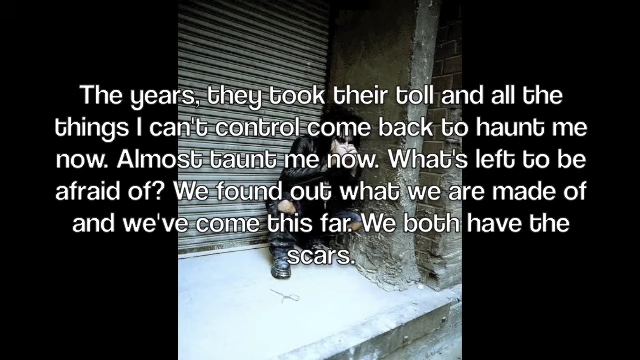 The years, they took their toll and all the
things I can't control come back to haunt me
now. Almost taunt me now. What's left to be
afraid of? We found out what we are made of
and we've come this far. We both have the
scars.